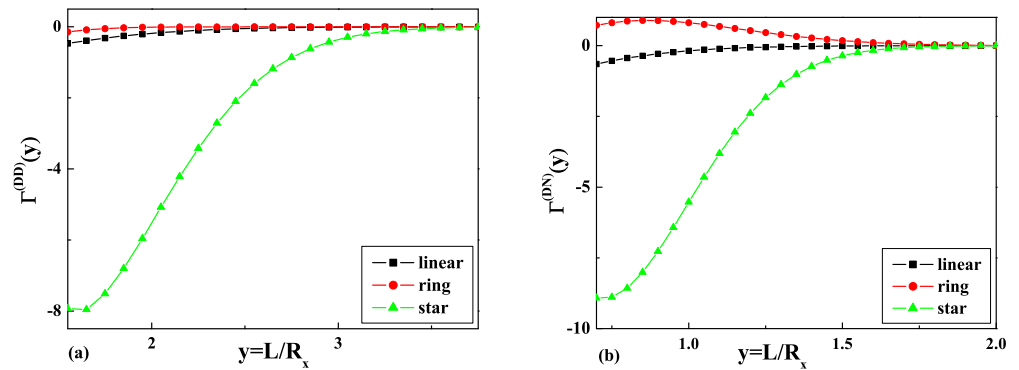 0
-4
-8
Γ(DD)(y)
2
3
(a)
y=L/Rx
linear
ring
star
0
-5
-10
Γ(DN)(y)
1.0
1.5
2.0
(b)
y=L/Rx
linear
ring
star